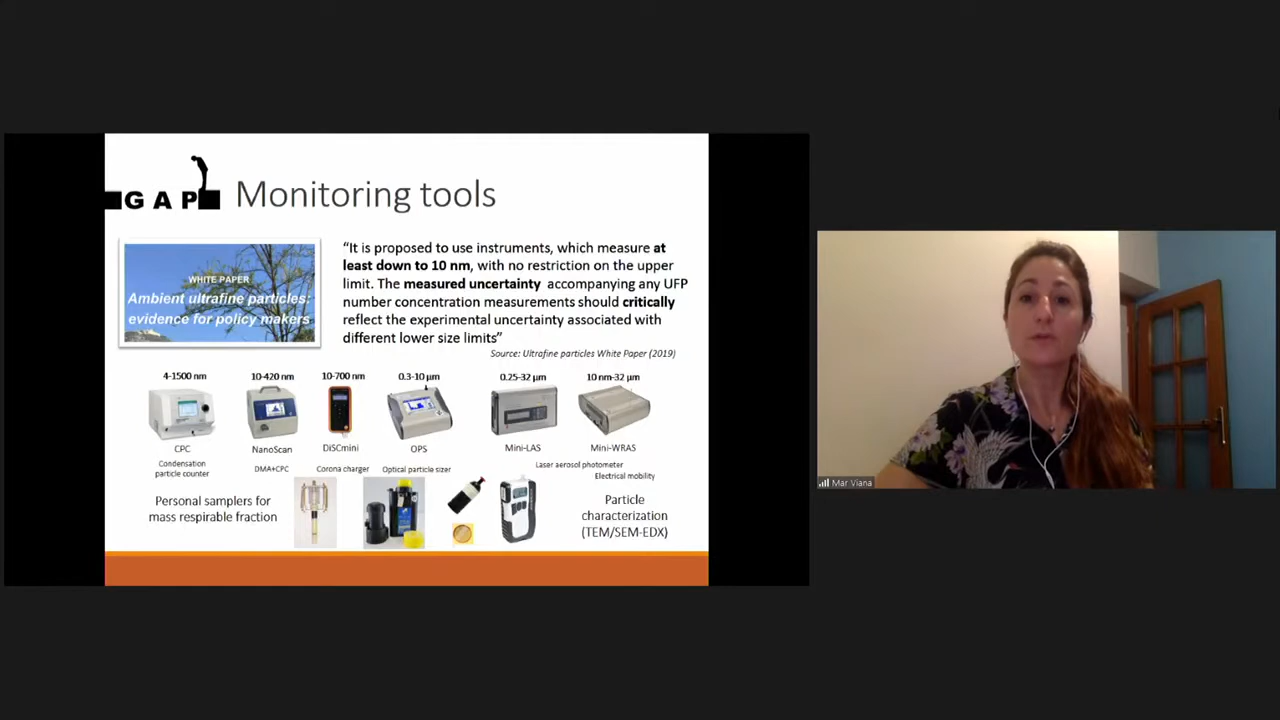 GAP
Monitoring tools
WHITE PAPER
Ambient ultrafine particles:
evidence for policy makers
“It is proposed to use instruments, which measure at
least down to 10 nm, with no restriction on the upper
limit. The measured uncertainty accompanying any UFP
number concentration measurements should critically
reflect the experimental uncertainty associated with
different lower size limits”
Source: Ultrafine particles White Paper (2019)
4-1500 nm 10-420 nm 10-700 nm 0.3-10 µm 0.25-32 µm 10 nm-32 µm
CPC NanoScan DiSCmini OPS Mini-LAS Mini-WRAS
Condensation
particle counter
DMA+CPC Corona charger Optical particle sizer
Laser aerosol photometer
Electrical mobility
Personal samplers for
mass respirable fraction
Particle
characterization
(TEM/SEM-EDX)
Mar Viana